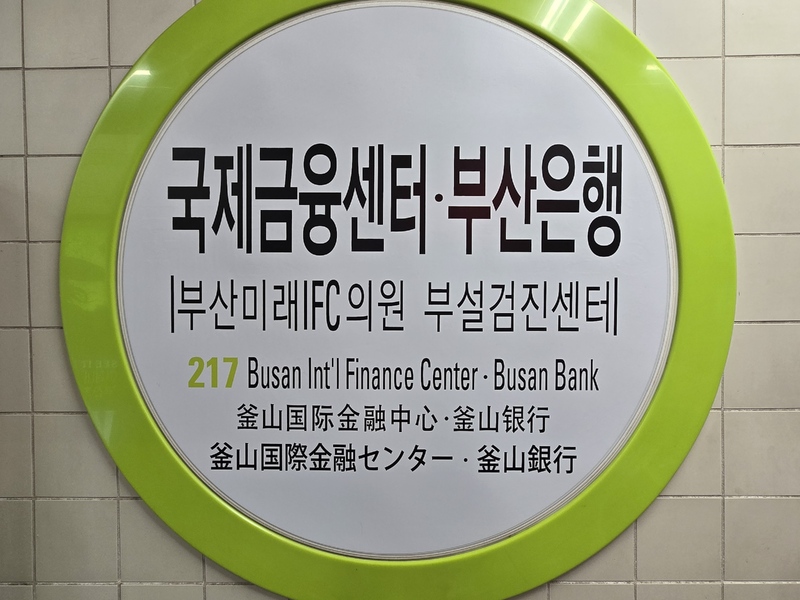 국제금융센터·부산은행
|부산미래IFC의원 부설검진센터|
217 Busan Int'l Finance Center · Busan Bank
釜山国际金融中心·釜山银行
釜山国際金融センター · 釜山銀行